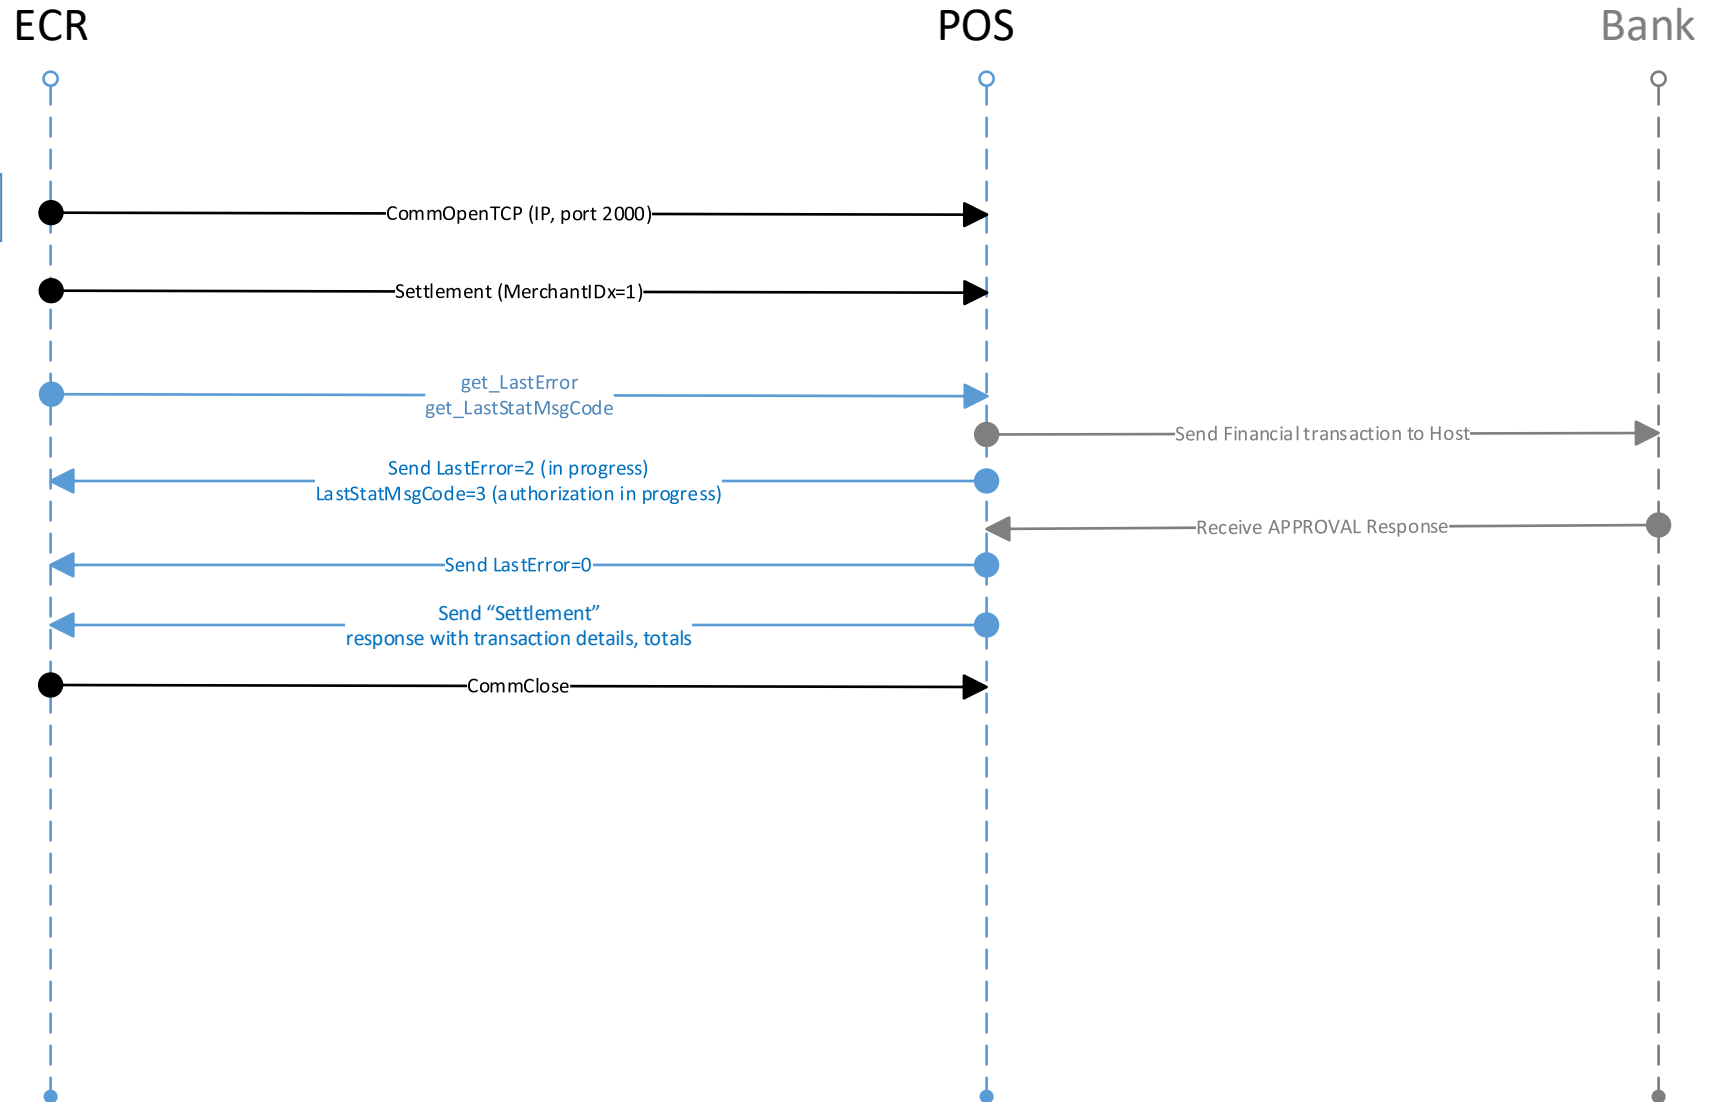 ECR
POS
Bank
CommOpenTCP (IP, port 2000)
Settlement (MerchantIDx=1)
get_LastError
get_LastStatMsgCode
Send Financial transaction to Host
Send LastError=2 (in progress)
LastStatMsgCode=3 (authorization in progress)
Receive APPROVAL Response
Send LastError=0
Send “Settlement”
response with transaction details, totals
CommClose